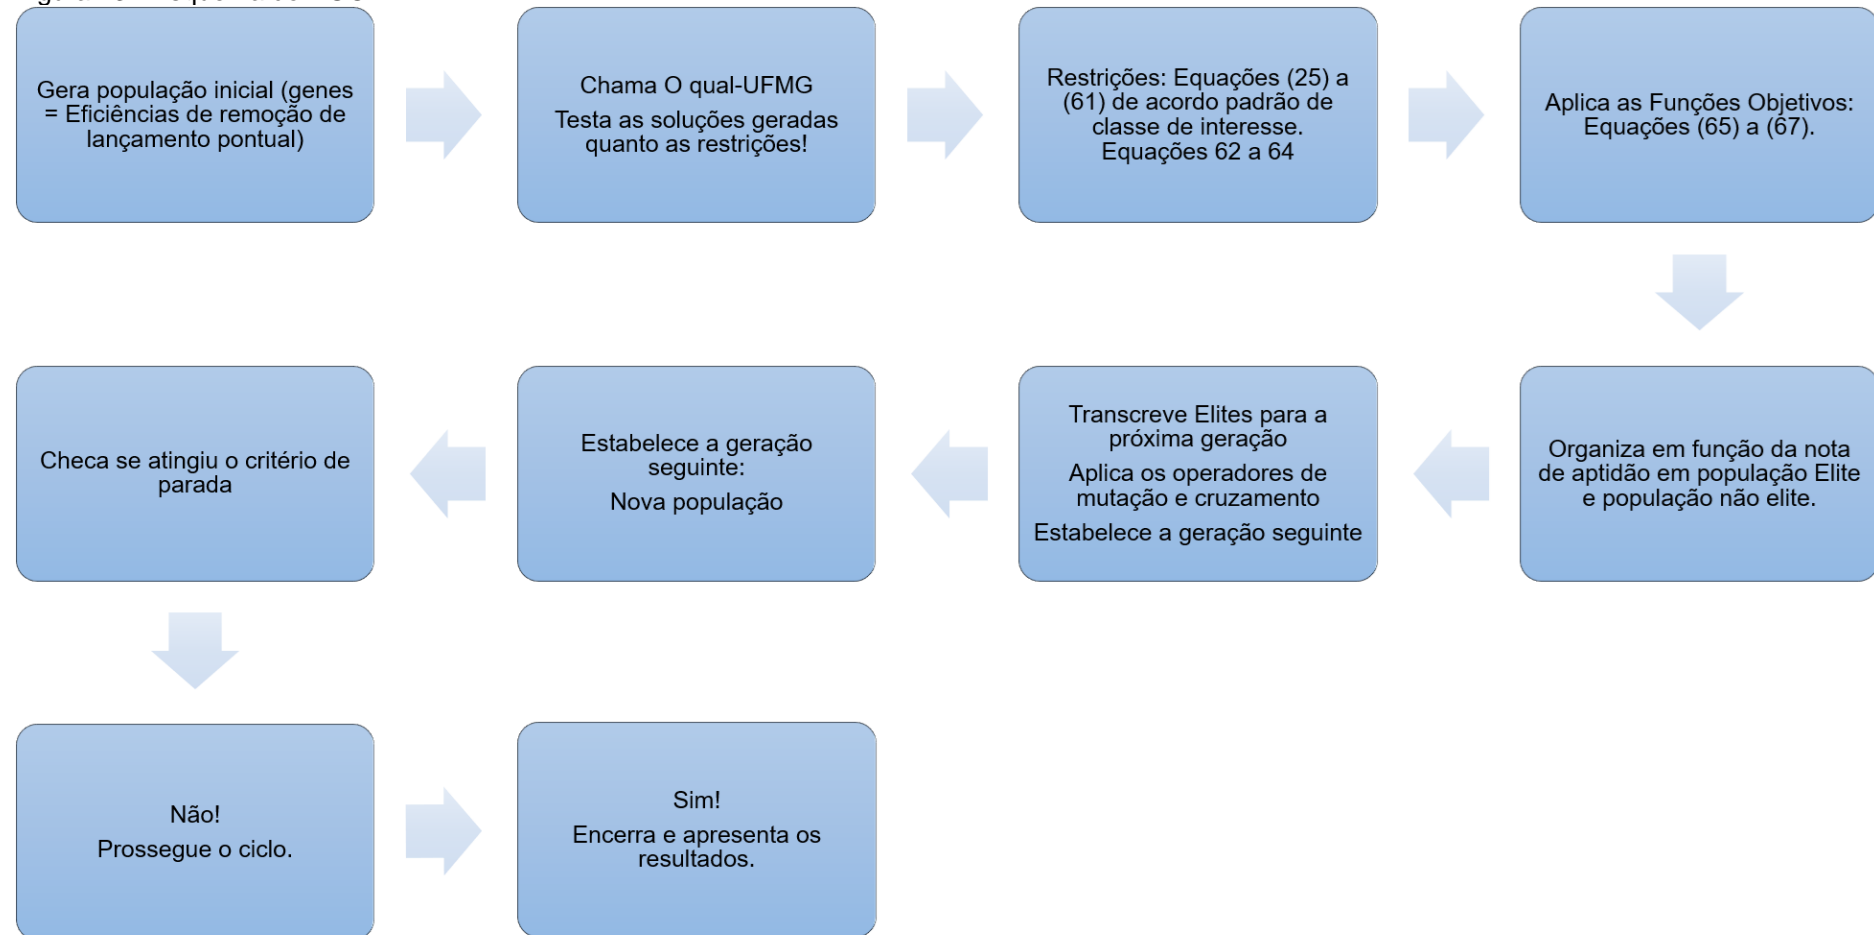 Gera população inicial (genes
= Eficiências de remoção de
lançamento pontual)
Chama O qual-UFMG
Testa as soluções geradas
quanto as restrições!
Restrições: Equações (25) a
(61) de acordo padrão de
classe de interesse.
Equações 62 a 64
Aplica as Funções Objetivos:
Equações (65) a (67).
Organiza em função da nota
de aptidão em população Elite
e população não elite.
Transcreve Elites para a
próxima geração
Aplica os operadores de
mutação e cruzamento
Estabelece a geração seguinte
Estabelece a geração
seguinte:
Nova população
Checa se atingiu o critério de
parada
Não!
Prossegue o ciclo.
Sim!
Encerra e apresenta os
resultados.